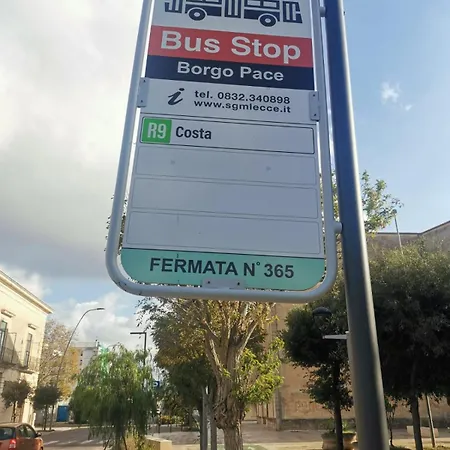 Bus Stop
Borgo Pace
i tel. 0832.340898
www.sgmlecce.it
R9 Costa
FERMATA N° 365